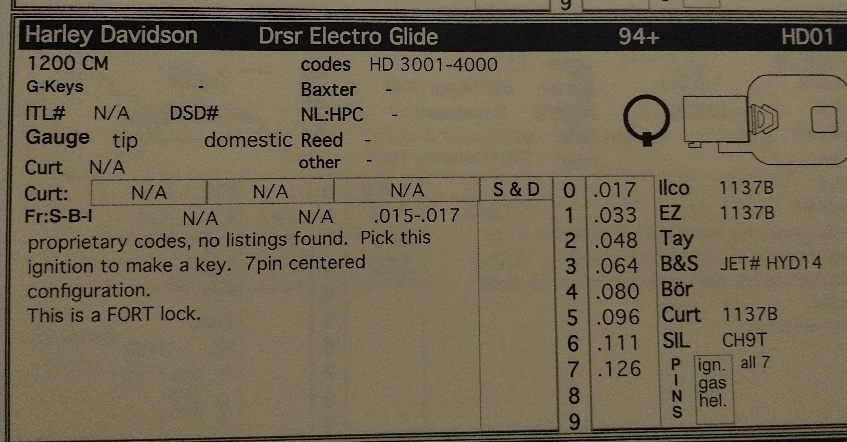 9
Harley Davidson Drsr Electro Glide 94+ HD01
1200 CM codes HD 3001-4000
G-Keys - Baxter -
ITL# N/A DSD# NL:HPC -
Gauge tip domestic Reed -
Curt N/A other -
Curt: N/A N/A N/A S & D 0 .017 Ilco 1137B
Fr:S-B-I N/A N/A .015-.017 1 .033 EZ 1137B
proprietary codes, no listings found. Pick this 2 .048 Tay
ignition to make a key. 7pin centered 3 .064 B&S JET# HYD14
configuration. 4 .080 Bör
This is a FORT lock. 5 .096 Curt 1137B
6 .111 SIL CH9T
7 .126 PINS ign. all 7
8 gas
hel.
9